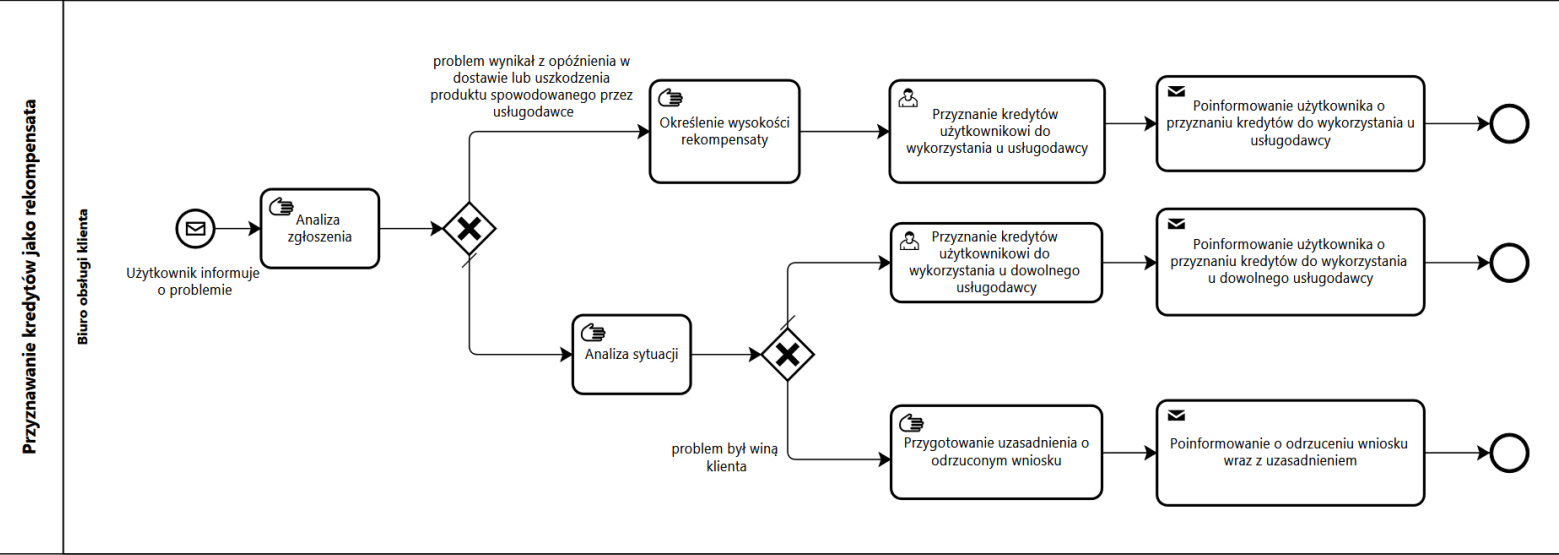 Przyznawanie kredytów jako rekompensata
Biuro obsługi klienta
Użytkownik informuje
o problemie
Analiza
zgłoszenia
problem wynikał z opóźnienia w
dostawie lub uszkodzenia
produktu spowodowanego przez
usługodawce
Określenie wysokości
rekompensaty
Przyznanie kredytów
użytkownikowi do
wykorzystania u usługodawcy
Poinformowanie użytkownika o
przyznaniu kredytów do wykorzystania u
usługodawcy
Analiza sytuacji
Przyznanie kredytów
użytkownikowi do
wykorzystania u dowolnego
usługodawcy
Poinformowanie użytkownika o
przyznaniu kredytów do wykorzystania
u dowolnego usługodawcy
problem był winą
klienta
Przygotowanie uzasadnienia o
odrzuconym wniosku
Poinformowanie o odrzuceniu wniosku
wraz z uzasadnieniem